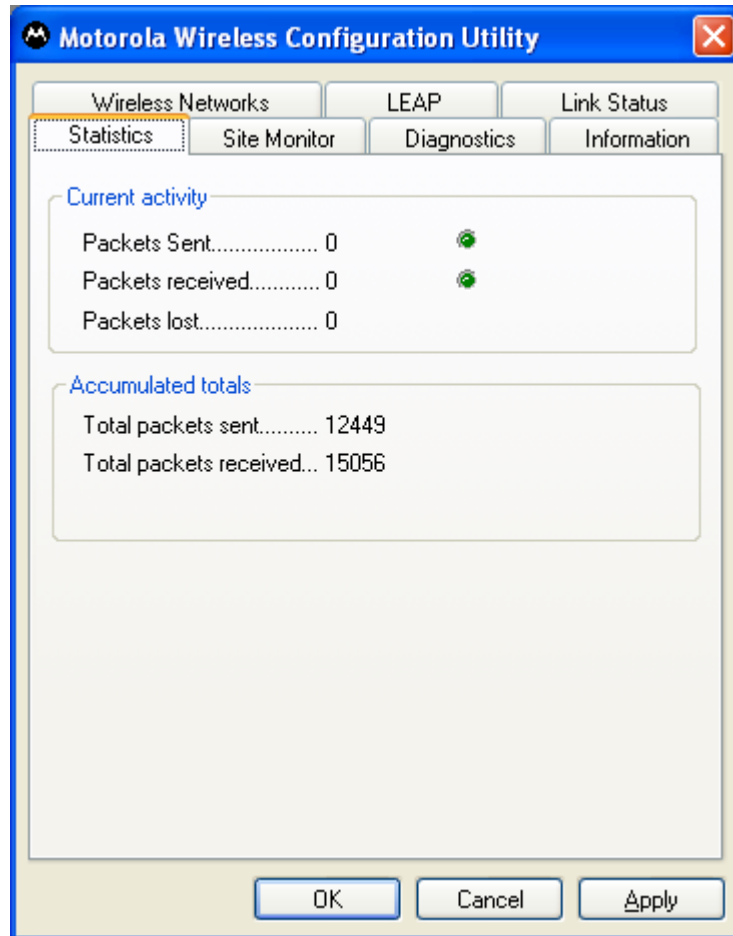 Motorola Wireless Configuration Utility
Wireless Networks LEAP Link Status
Statistics Site Monitor Diagnostics Information
Current activity
Packets Sent.................. 0
Packets received............ 0
Packets lost.................... 0
Accumulated totals
Total packets sent.......... 12449
Total packets received... 15056
OK Cancel Apply